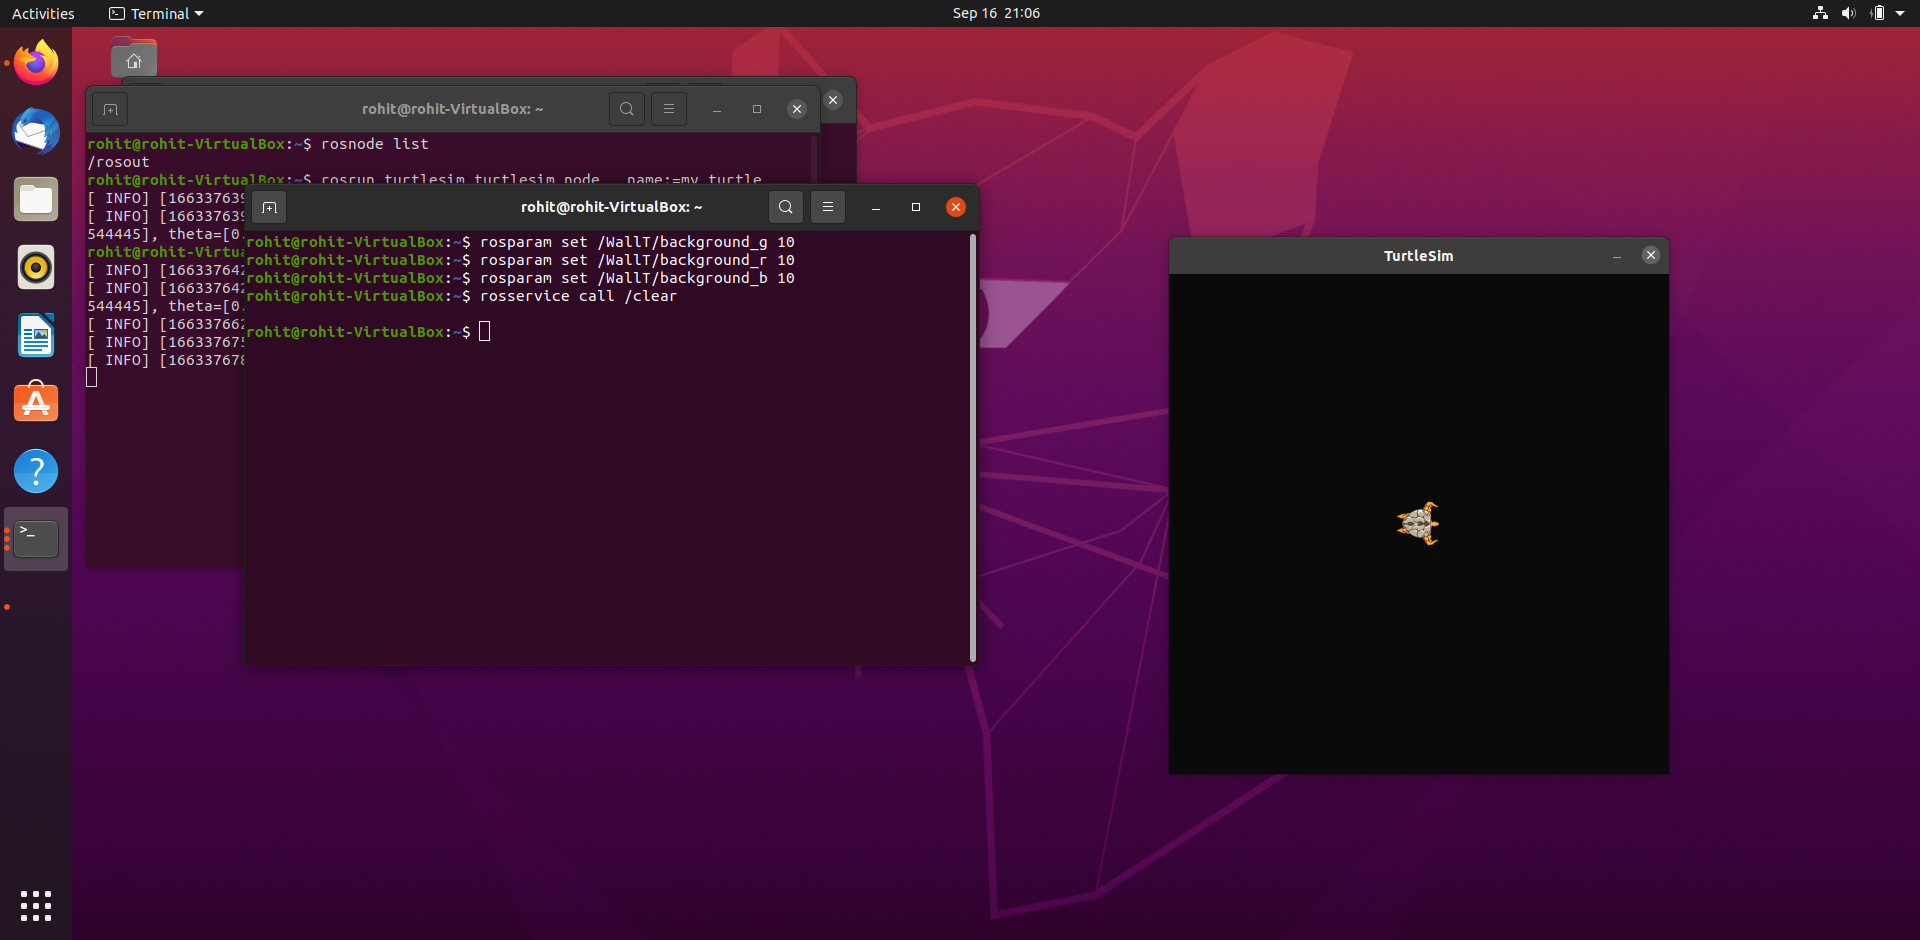 Activities
Terminal
Sep 16 21:06
rohit@rohit-VirtualBox: ~
rohit@rohit-VirtualBox:~$ rosnode list
/rosout
rohit@rohit-VirtualBox:~$ rosrun turtlesim turtlesim_node __name:=my_turtle
[ INFO] [166337639
[ INFO] [166337639
544445], theta=[0.
rohit@rohit-Virtua
[ INFO] [166337642
[ INFO] [166337642
544445], theta=[0.
[ INFO] [166337662
[ INFO] [166337675
[ INFO] [166337678
rohit@rohit-VirtualBox: ~
rohit@rohit-VirtualBox:~$ rosparam set /WallT/background_g 10
rohit@rohit-VirtualBox:~$ rosparam set /WallT/background_r 10
rohit@rohit-VirtualBox:~$ rosparam set /WallT/background_b 10
rohit@rohit-VirtualBox:~$ rosservice call /clear
rohit@rohit-VirtualBox:~$
TurtleSim